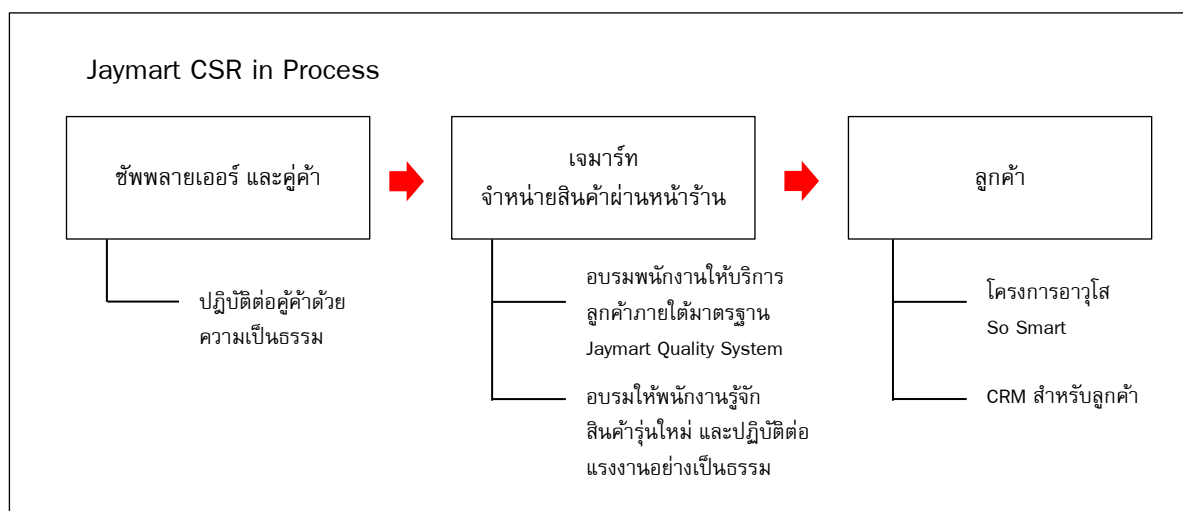 Jaymart CSR in Process
ซัพพลายเออร์ และคู่ค้า
เจมาร์ท
จำหน่ายสินค้าผ่านหน้าร้าน
ลูกค้า
ปฏิบัติต่อคู้ค้าด้วย
ความเป็นธรรม
อบรมพนักงานให้บริการ
ลูกค้าภายใต้มาตรฐาน
Jaymart Quality System
อบรมให้พนักงานรู้จัก
สินค้ารุ่นใหม่ และปฏิบัติต่อ
แรงงานอย่างเป็นธรรม
โครงการอาวุโส
So Smart
CRM สำหรับลูกค้า